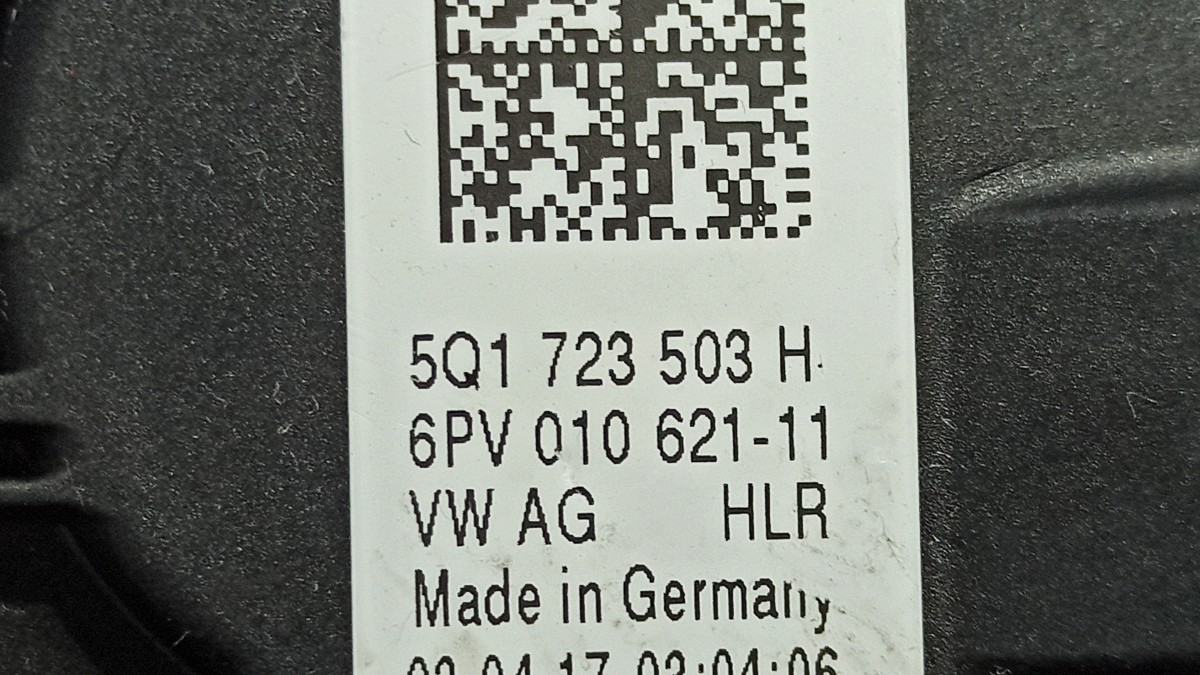 5Q1 723 503 H
6PV 010 621-11
VW AG HLR
Made in Germany